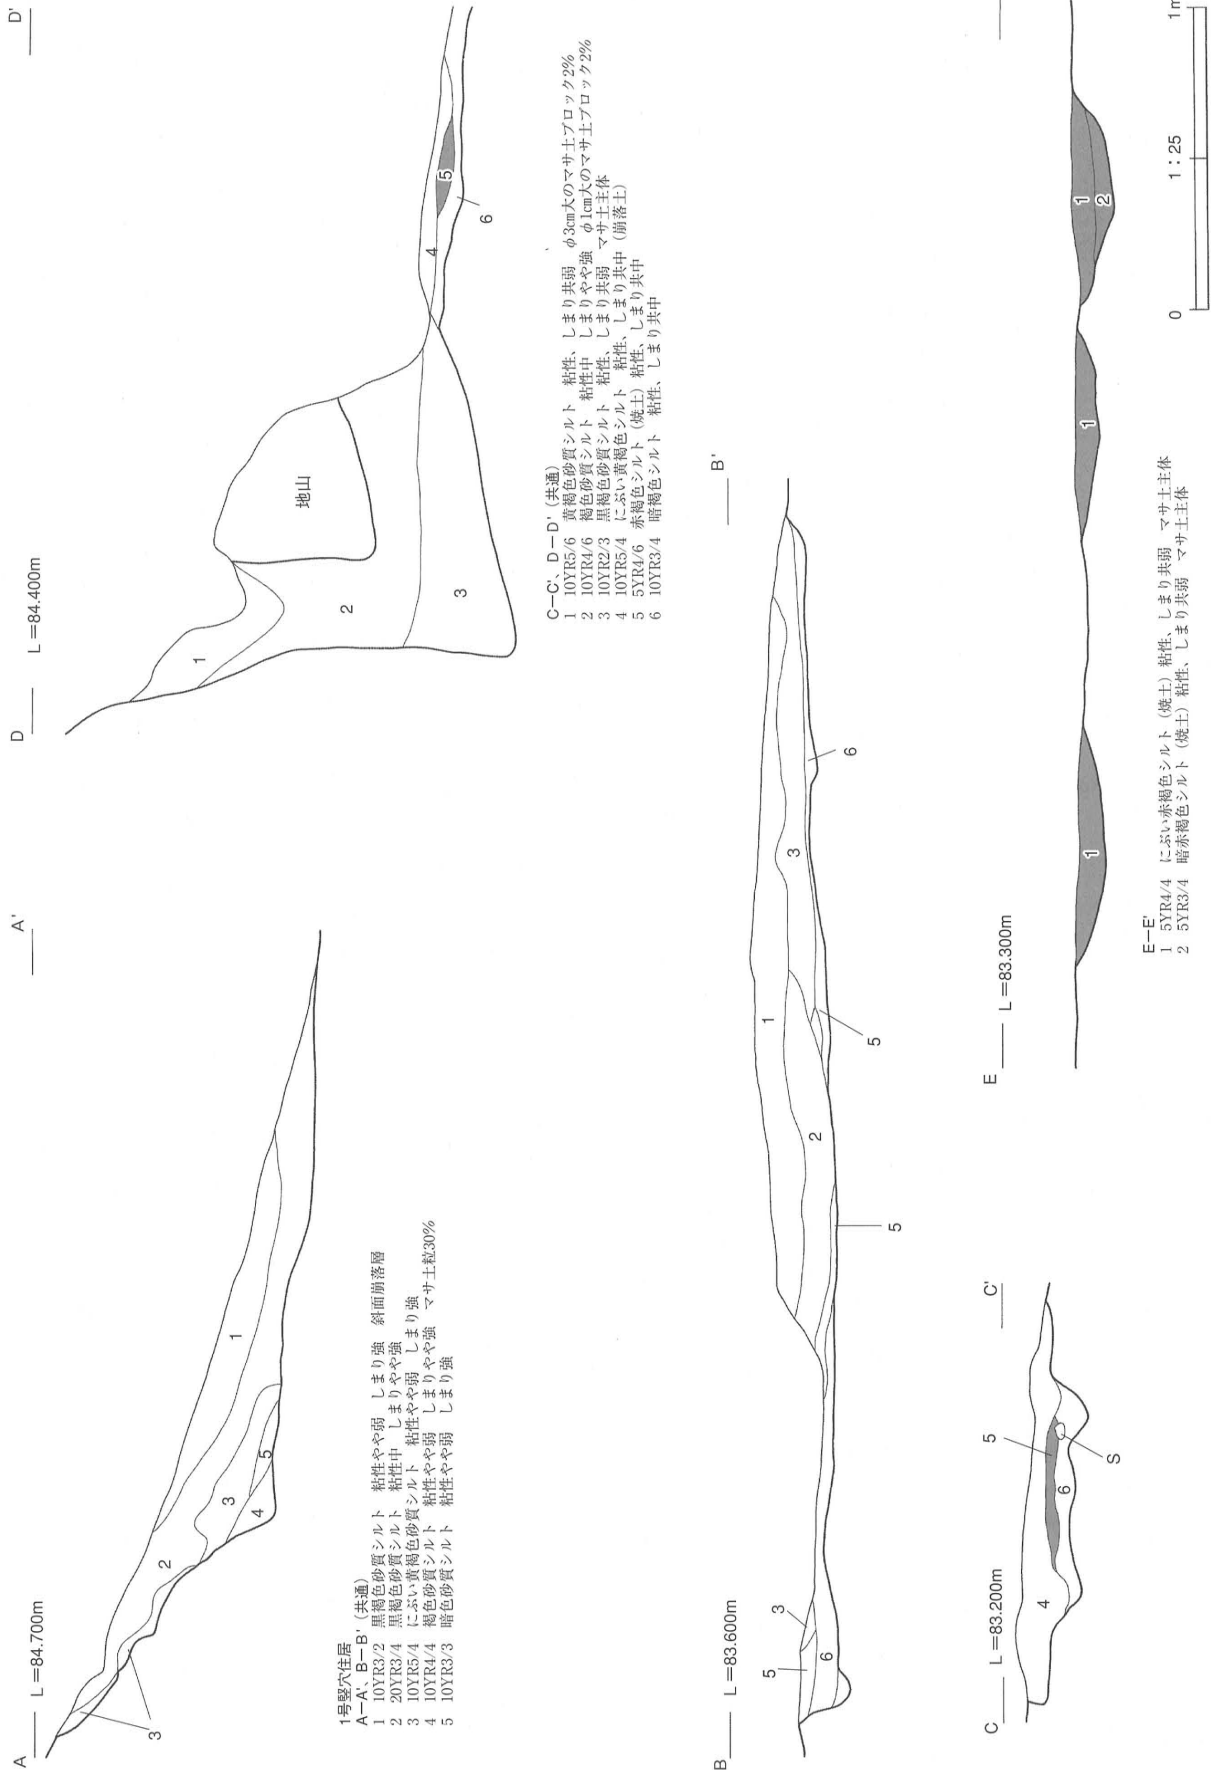 A
A'
L＝84.700m
1
2
3
3
4
5
1号竪穴住居
A－A'、B－B'（共通）
1 10YR3/2 黒褐色砂質シルト 粘性やや弱 しまり強 斜面崩落層
2 20YR3/4 黒褐色砂質シルト 粘性中 しまりやや強
3 10YR5/4 にぶい黄褐色砂質シルト 粘性やや弱 しまり強
4 10YR4/4 褐色砂質シルト 粘性やや弱 しまりやや強 マサ土粒30%
5 10YR3/3 暗色砂質シルト 粘性やや弱 しまり強
D
D'
L＝84.400m
1
2
3
地山
4
5
6
C－C'、D－D'（共通）
1 10YR5/6 黄褐色砂質シルト 粘性、しまり共弱 φ3cm大のマサ土ブロック2%
2 10YR4/6 褐色砂質シルト 粘性中 しまりやや強 φ1cm大のマサ土ブロック2%
3 10YR2/3 黒褐色砂質シルト 粘性、しまり共弱 マサ土主体
4 10YR5/4 にぶい黄褐色シルト 粘性、しまり共中（崩落土）
5 5YR4/6 赤褐色シルト（焼土）粘性、しまり共中
6 10YR3/4 暗褐色シルト 粘性、しまり共中
B
B'
L＝83.600m
5
3
6
1
2
5
5
3
6
C
C'
L＝83.200m
4
5
6
S
E
L＝83.300m
1
1
1
2
E－E'
1 5YR4/4 にぶい赤褐色シルト（焼土）粘性、しまり共弱 マサ土主体
2 5YR3/4 暗赤褐色シルト（焼土）粘性、しまり共弱 マサ土主体
0
1：25
1m